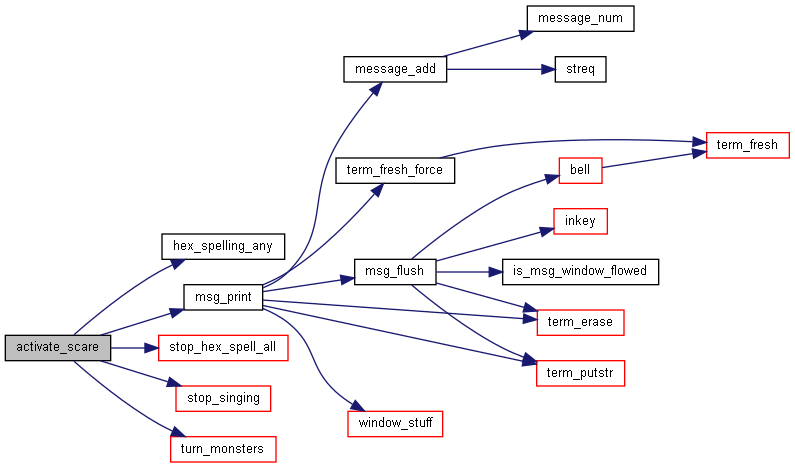 message_num
message_add
streq
term_fresh
term_fresh_force
bell
inkey
hex_spelling_any
msg_flush
is_msg_window_flowed
msg_print
term_erase
activate_scare
stop_hex_spell_all
term_putstr
stop_singing
window_stuff
turn_monsters